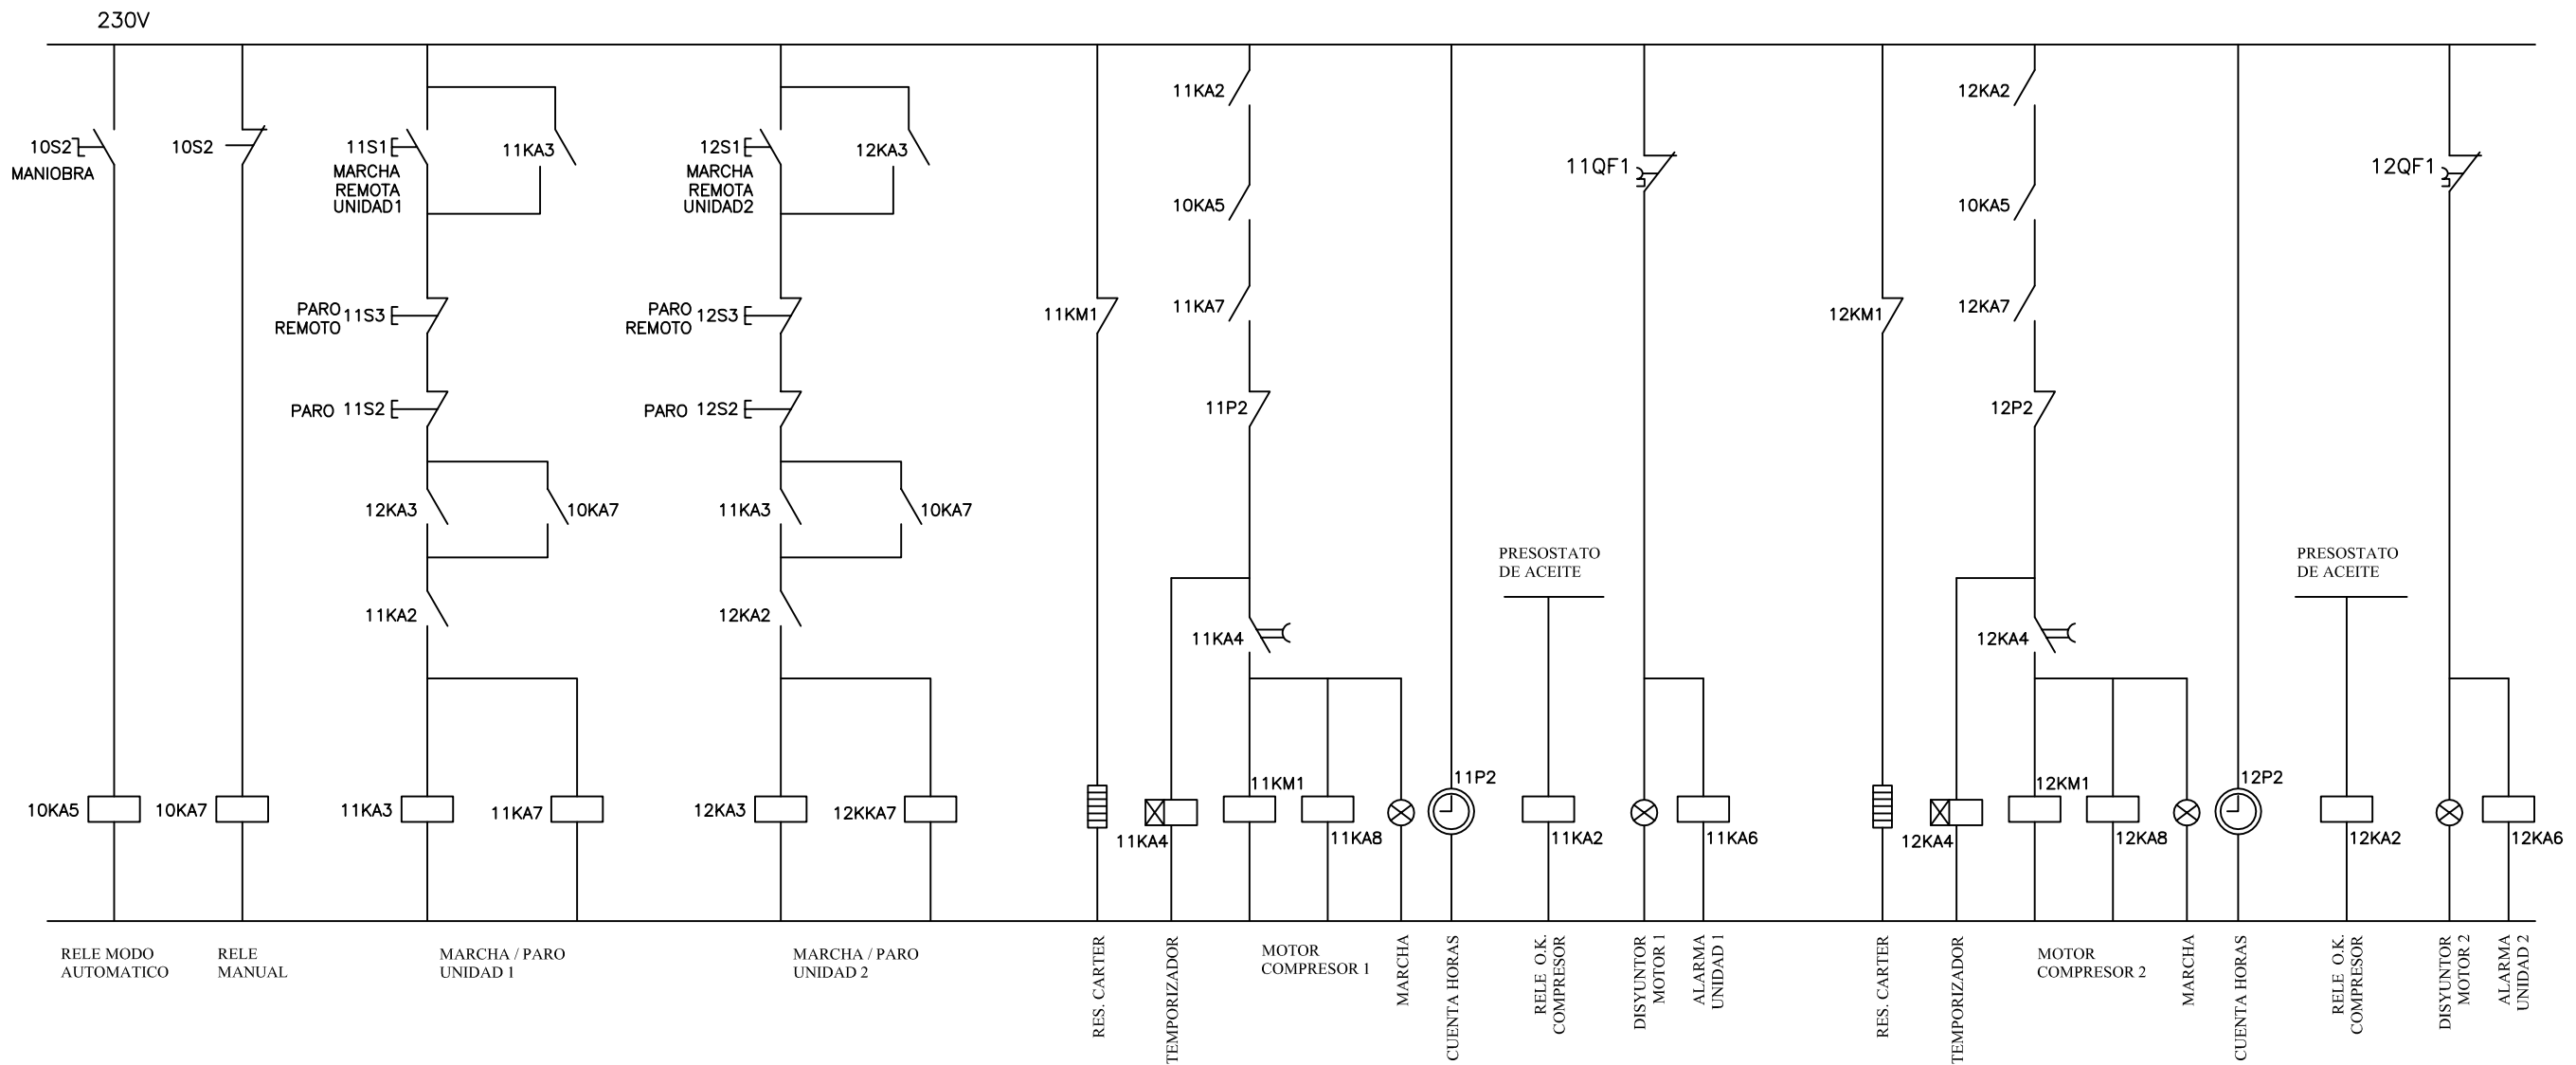 230V
10S2
MANIOBRA
10S2
11S1
MARCHA
REMOTA
UNIDAD1
11KA3
12S1
MARCHA
REMOTA
UNIDAD2
12KA3
PARO
REMOTO
11S3
PARO
REMOTO
12S3
PARO 11S2
PARO 12S2
12KA3
10KA7
11KA3
10KA7
11KA2
12KA2
11KM1
11KA2
10KA5
11KA7
11P2
11KA4
11QF1
PRESOSTATO
DE ACEITE
12KM1
12KA2
10KA5
12KA7
12P2
12KA4
12QF1
PRESOSTATO
DE ACEITE
10KA5
10KA7
11KA3
11KA7
12KA3
12KKA7
11KA4
11KM1
11KA8
11P2
11KA2
11KA6
12KA4
12KM1
12KA8
12P2
12KA2
12KA6
RELE MODO
AUTOMATICO
RELE
MANUAL
MARCHA / PARO
UNIDAD 1
MARCHA / PARO
UNIDAD 2
RES. CARTER
TEMPORIZADOR
MOTOR
COMPRESOR 1
MARCHA
CUENTA HORAS
RELE O.K.
COMPRESOR
DISYUNTOR
MOTOR 1
ALARMA
UNIDAD 1
RES. CARTER
TEMPORIZADOR
MOTOR
COMPRESOR 2
MARCHA
CUENTA HORAS
RELE O.K.
COMPRESOR
DISYUNTOR
MOTOR 2
ALARMA
UNIDAD 2